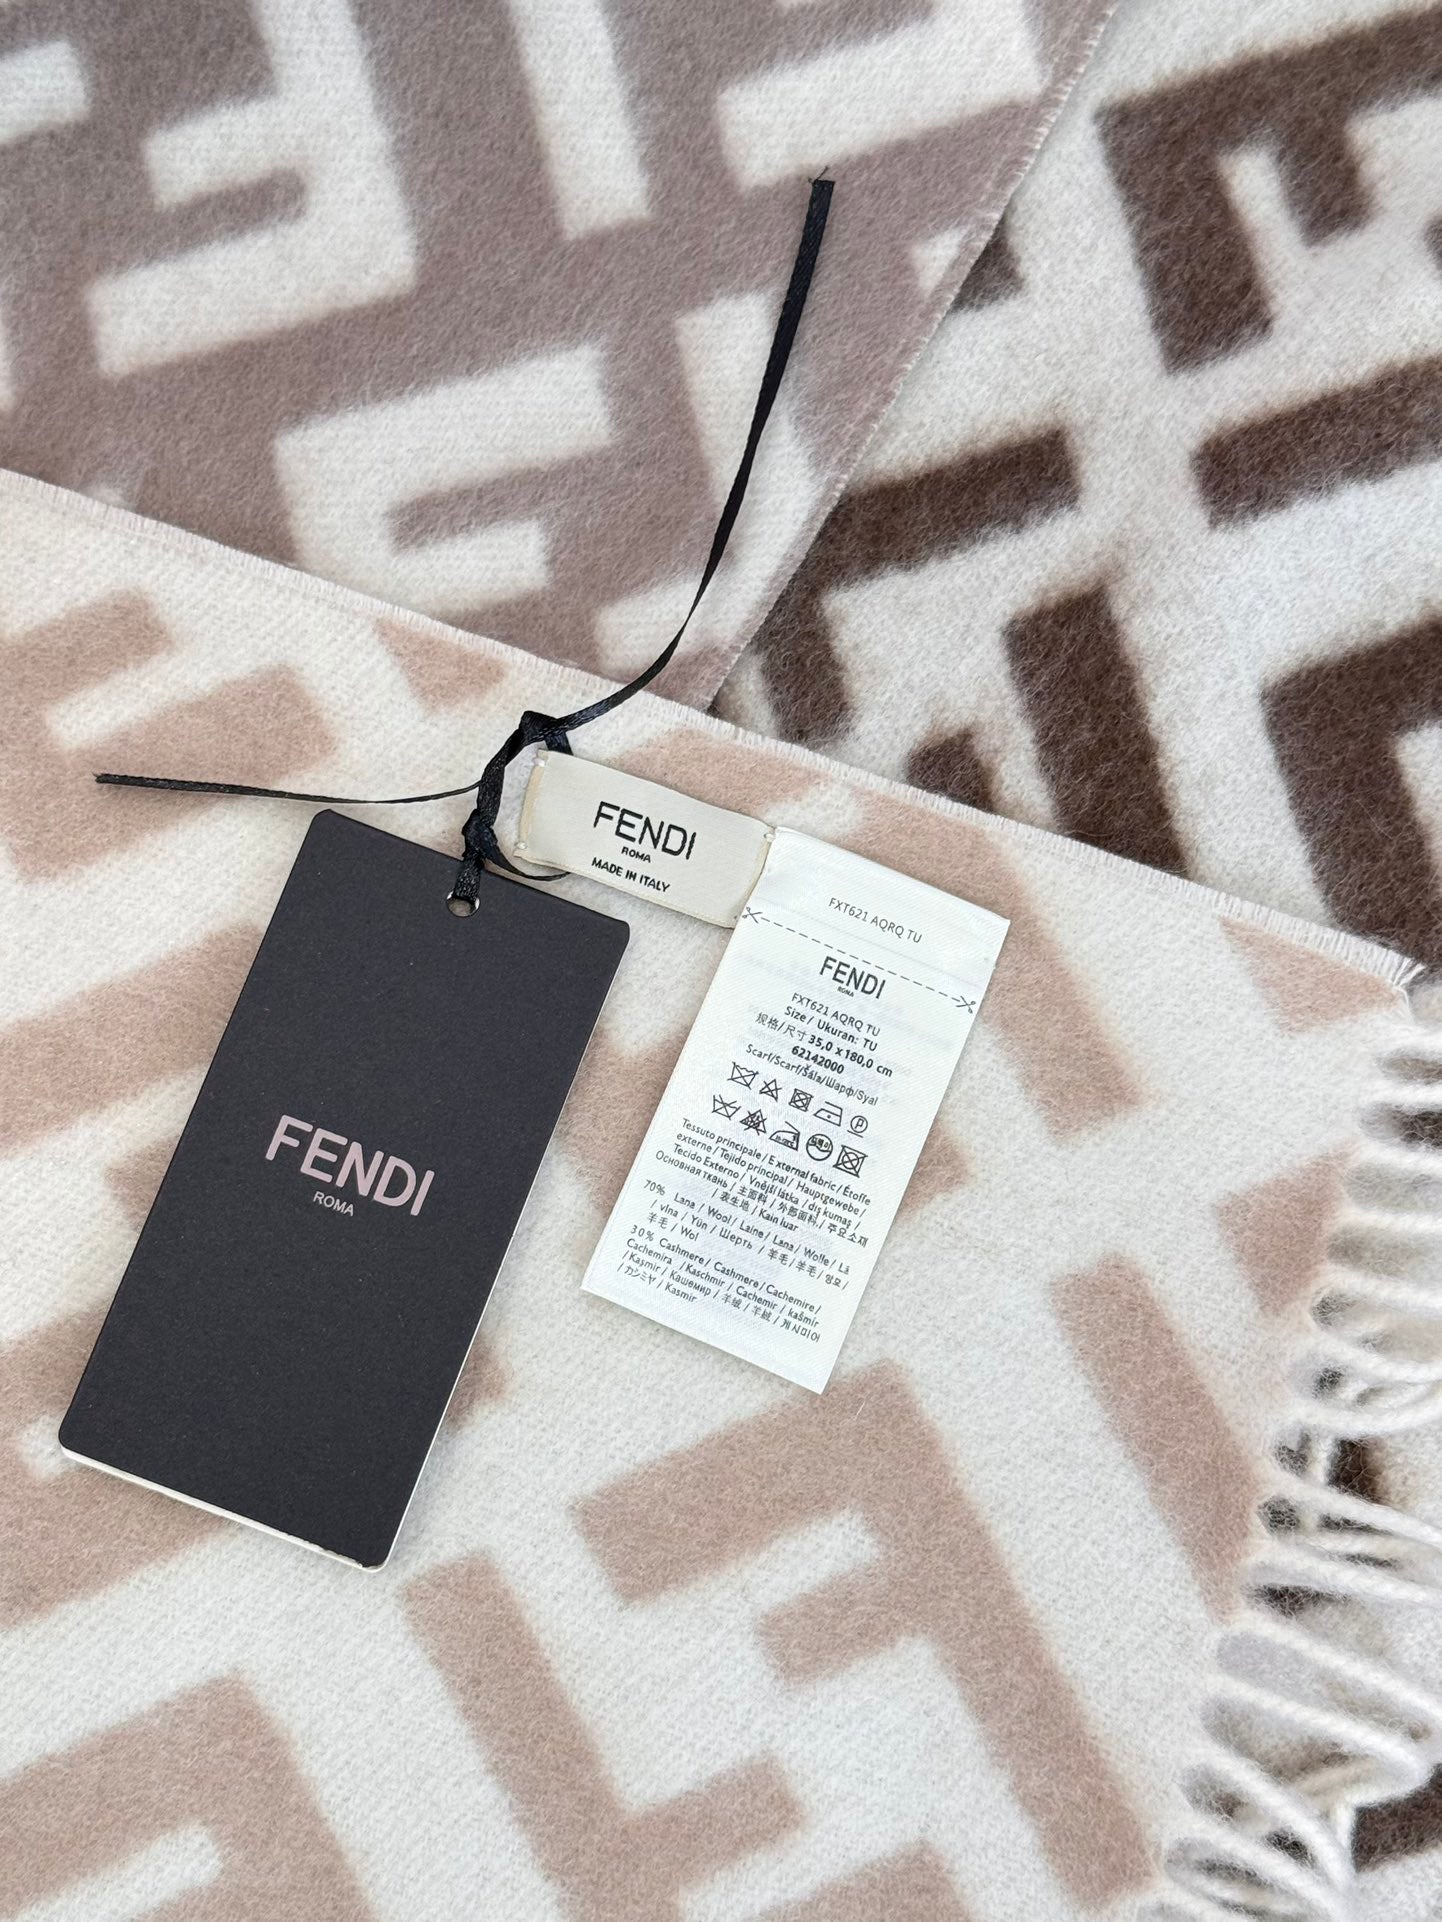 FENDI
ROMA
MADE IN ITALY
FENDI
ROMA
FXT621 AQRQ TU
FENDI
ROMA
FXT621 AQRQ TU
Size / Ukuran: TU
规格/尺寸 35,0 x 180,0 cm
62142000
Scarf/Scarf/Šála/Шарф/Syal
Tessuto principale / External fabric / Étoffe
externe / Tejido principal / Hauptgewebe /
Tecido Externo / Vnější látka / diş kumaş /
Основная ткань / 主面料 / 外部面料 / 주요소재
/ 表生地 / Kain luar
70% Lana / Wool / Laine / Lana / Wolle / Lã
/ vlna / Yün / Шерть / 羊毛 / 羊毛 / 양모 /
羊毛 / Wol
30% Cashmere / Cashmere / Cachemire /
Cachemira / Kaschmir / Cachemir / kašmír
/ Kaşmir / Кашемир / 羊绒 / 羊絨 / 캐시미어
/ カシミヤ / Kasmir